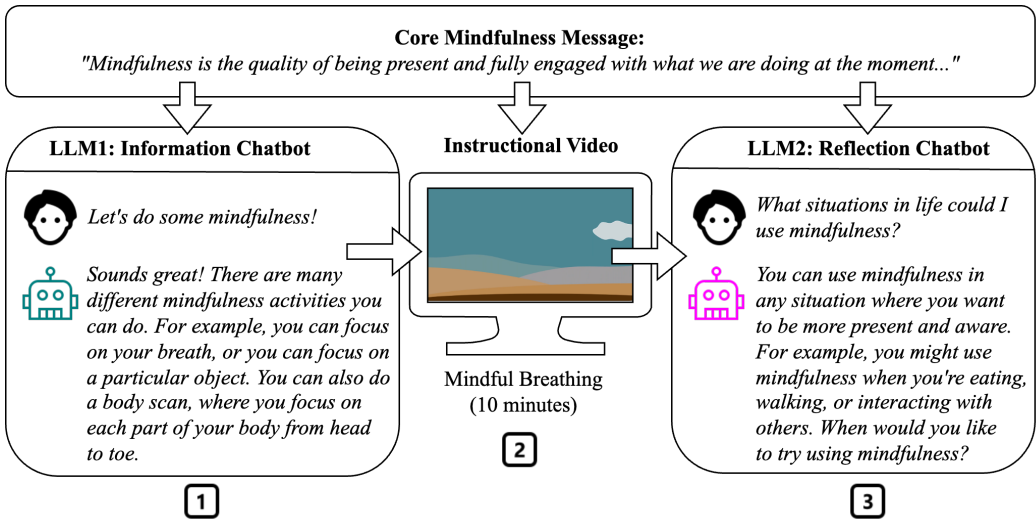 Core Mindfulness Message:
"Mindfulness is the quality of being present and fully engaged with what we are doing at the moment..."
LLM1: Information Chatbot
Let's do some mindfulness!
Sounds great! There are many
different mindfulness activities you
can do. For example, you can focus
on your breath, or you can focus on
a particular object. You can also do
a body scan, where you focus on
each part of your body from head
to toe.
1
Instructional Video
Mindful Breathing
(10 minutes)
2
LLM2: Reflection Chatbot
What situations in life could I
use mindfulness?
You can use mindfulness in
any situation where you want
to be more present and aware.
For example, you might use
mindfulness when you're eating,
walking, or interacting with
others. When would you like
to try using mindfulness?
3